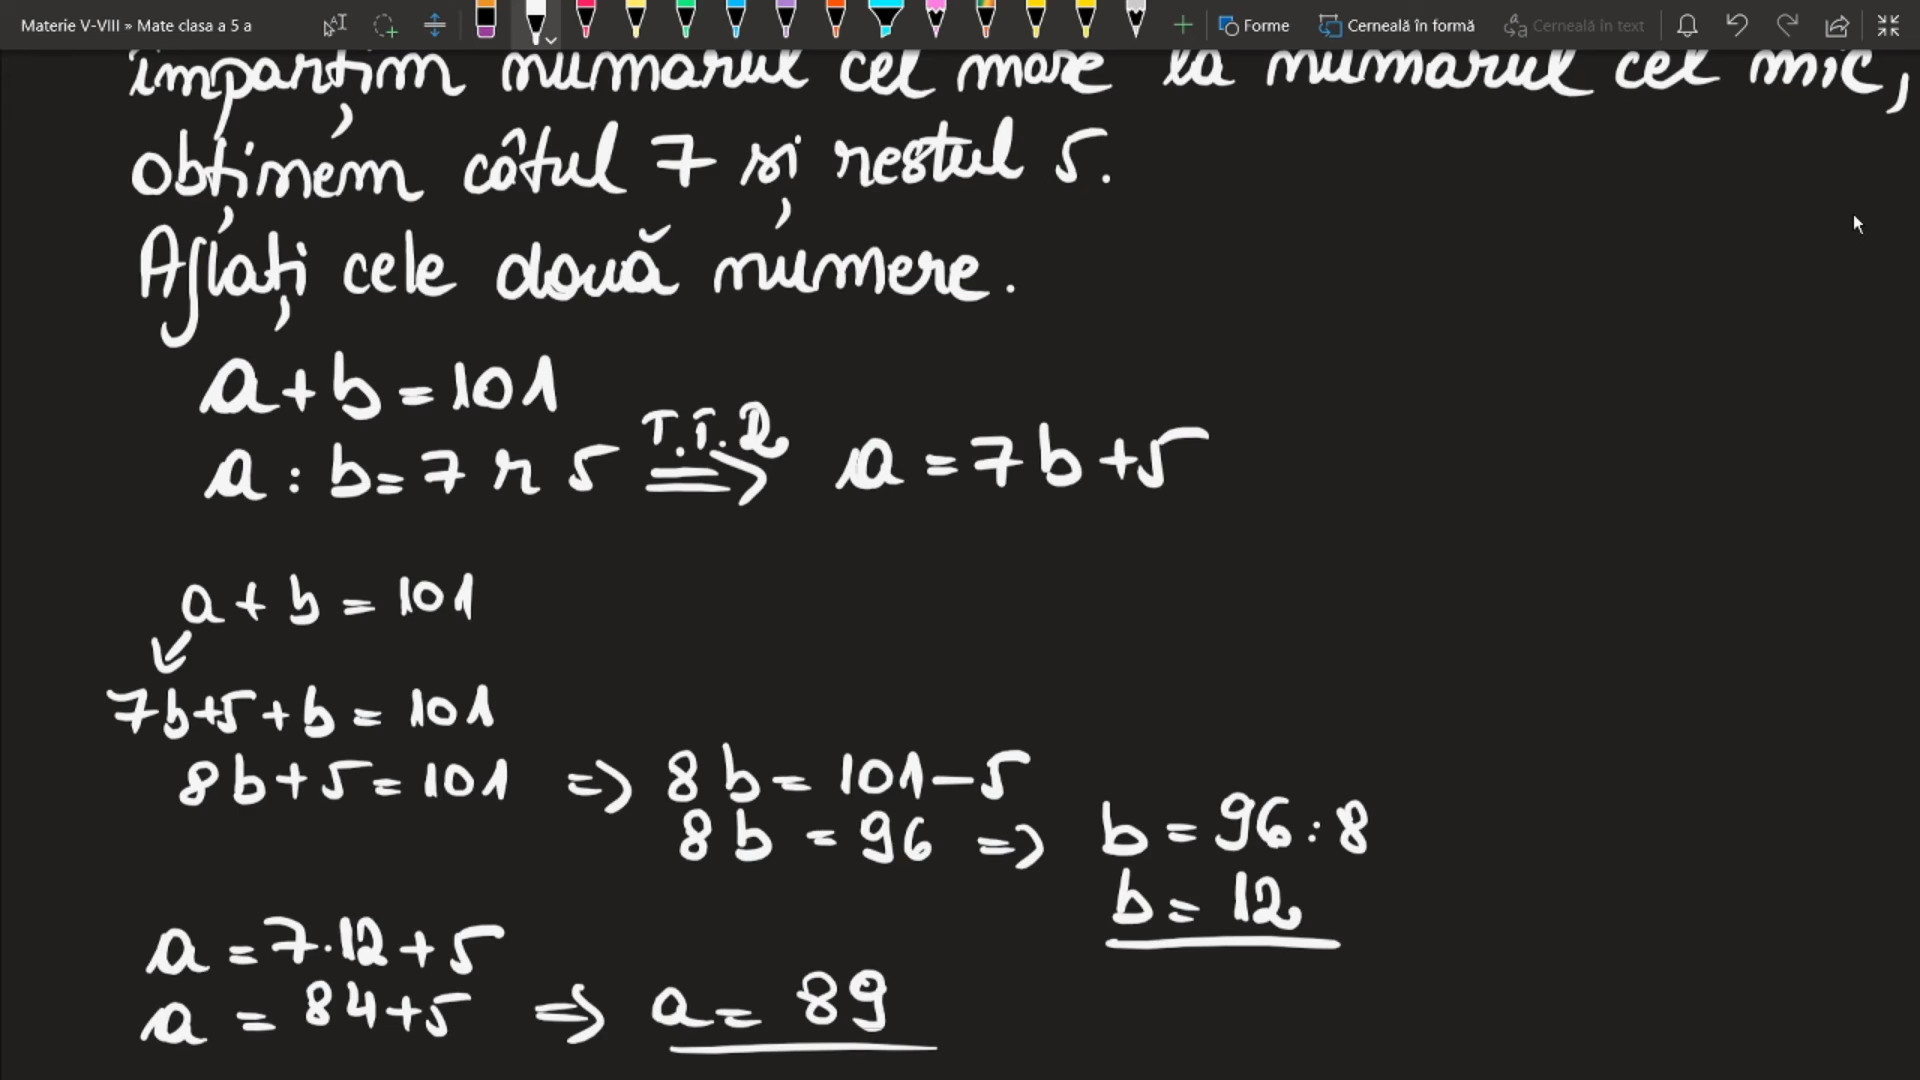 Materie V-VIII » Mate clasa a 5 a
Forme
Cerneală în formă
Cerneală în text
împărțim numărul cel mare la numărul cel mic,
obținem câtul 7 și restul 5.
Aflați cele două numere.
a+b=101
a:b=7 r 5 T.Î.R => a=7b+5
a+b=101
7b+5+b=101
8b+5=101 => 8b=101-5
8b=96 => b=96:8
b=12
a=7·12+5
a=84+5 => a=89